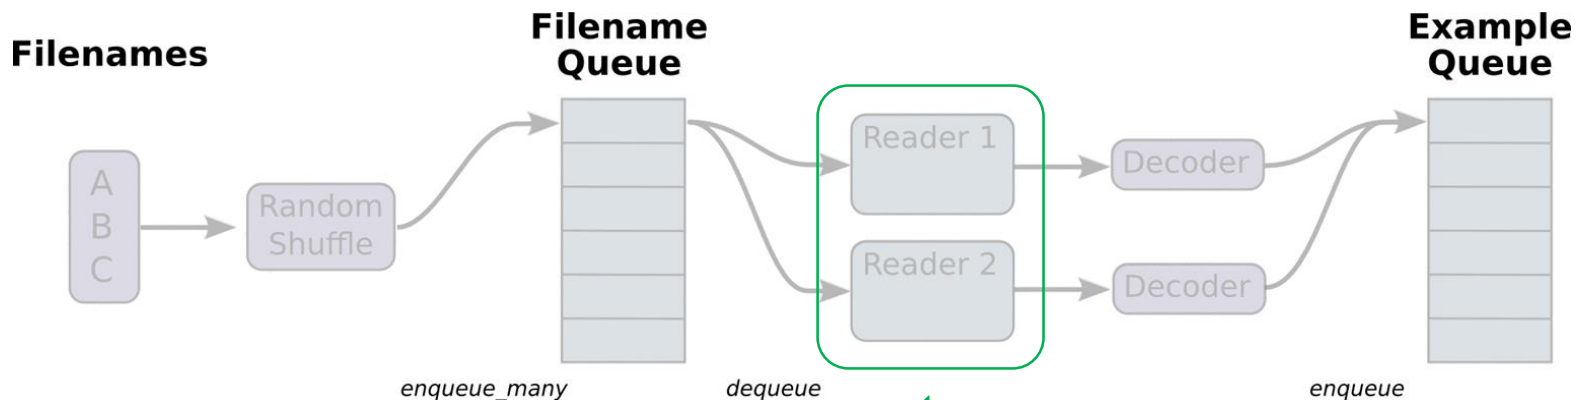 Filenames
Filename
Queue
Example
Queue
A
B
C
Random
Shuffle
Reader 1
Reader 2
Decoder
Decoder
enqueue_many
dequeue
enqueue